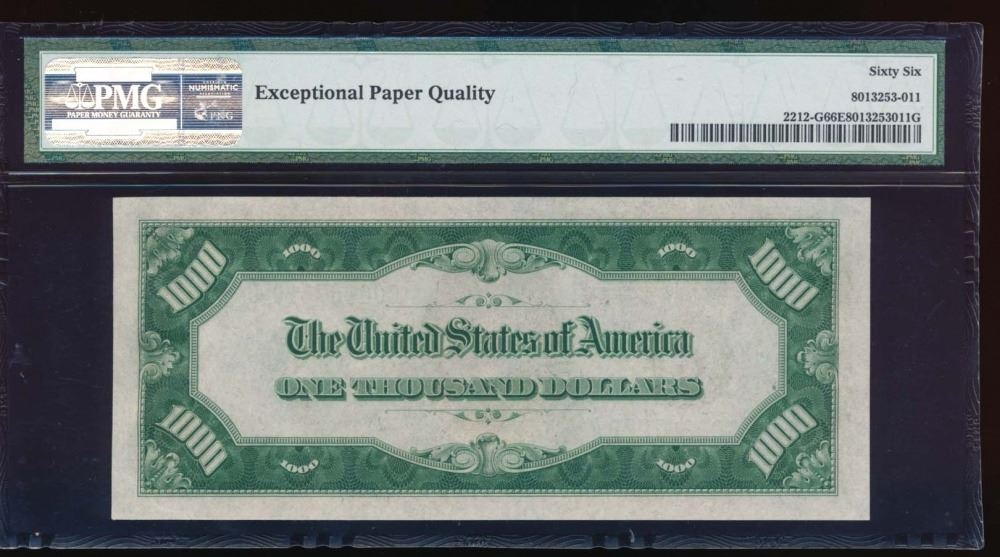 PMG
PAPER MONEY GUARANTY
NUMISMATIC
PNG
Exceptional Paper Quality
Sixty Six
8013253-011
2212-G66E8013253011G
1000 1000 1000 1000
The United States of America
ONE THOUSAND DOLLARS
1000 1000 1000 1000